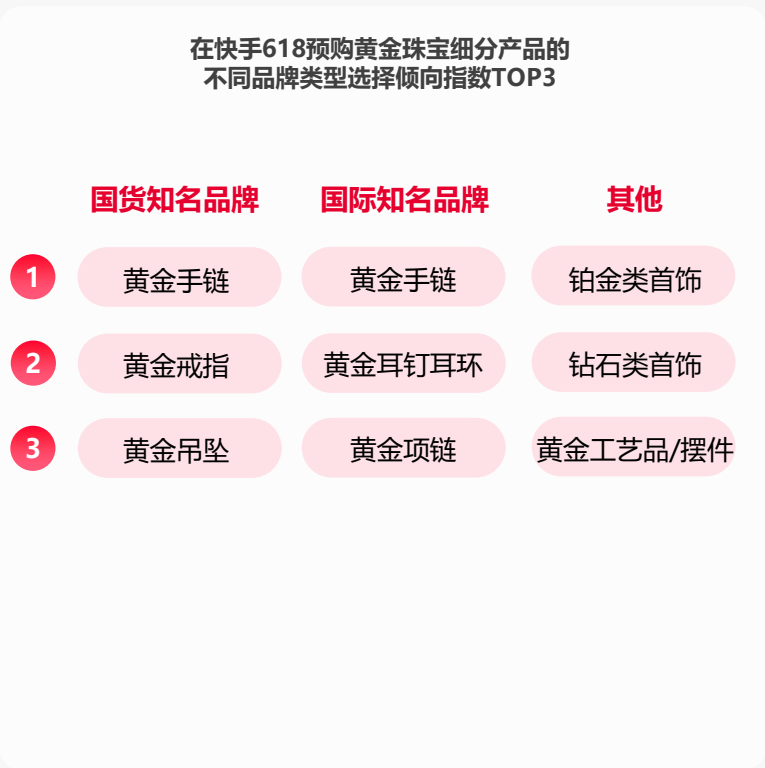 在快手618预购黄金珠宝细分产品的
不同品牌类型选择倾向指数TOP3
国货知名品牌 国际知名品牌 其他
1 黄金手链 黄金手链 铂金类首饰
2 黄金戒指 黄金耳钉耳环 钻石类首饰
3 黄金吊坠 黄金项链 黄金工艺品/摆件